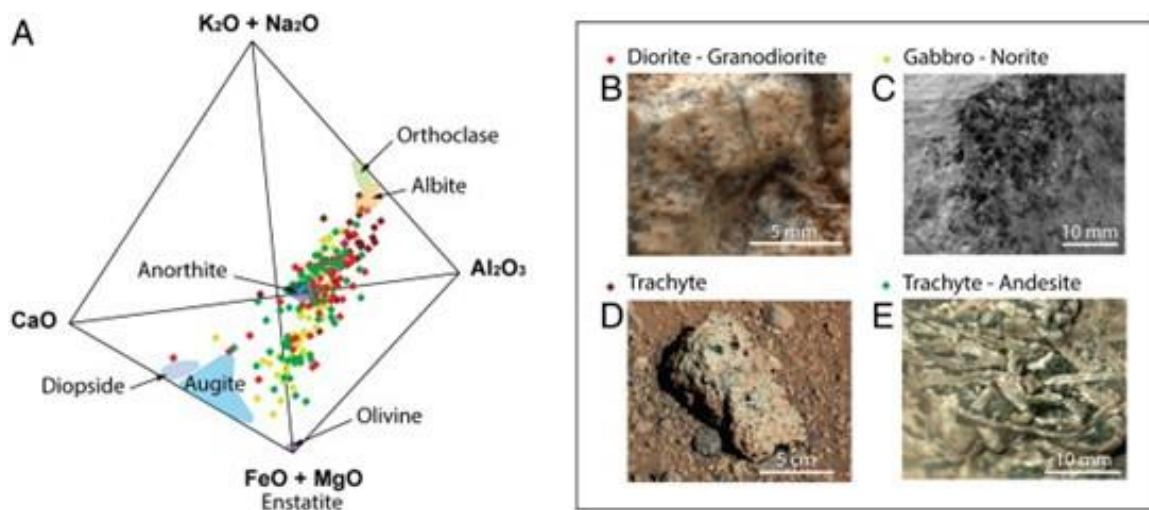 A
K₂O + Na₂O
Orthoclase
Albite
Anorthite
Al₂O₃
CaO
Diopside
Augite
Olivine
FeO + MgO
Enstatite
Diorite - Granodiorite
Gabbro - Norite
B
5 mm
C
10 mm
Trachyte
Trachyte - Andesite
D
5 cm
E
10 mm